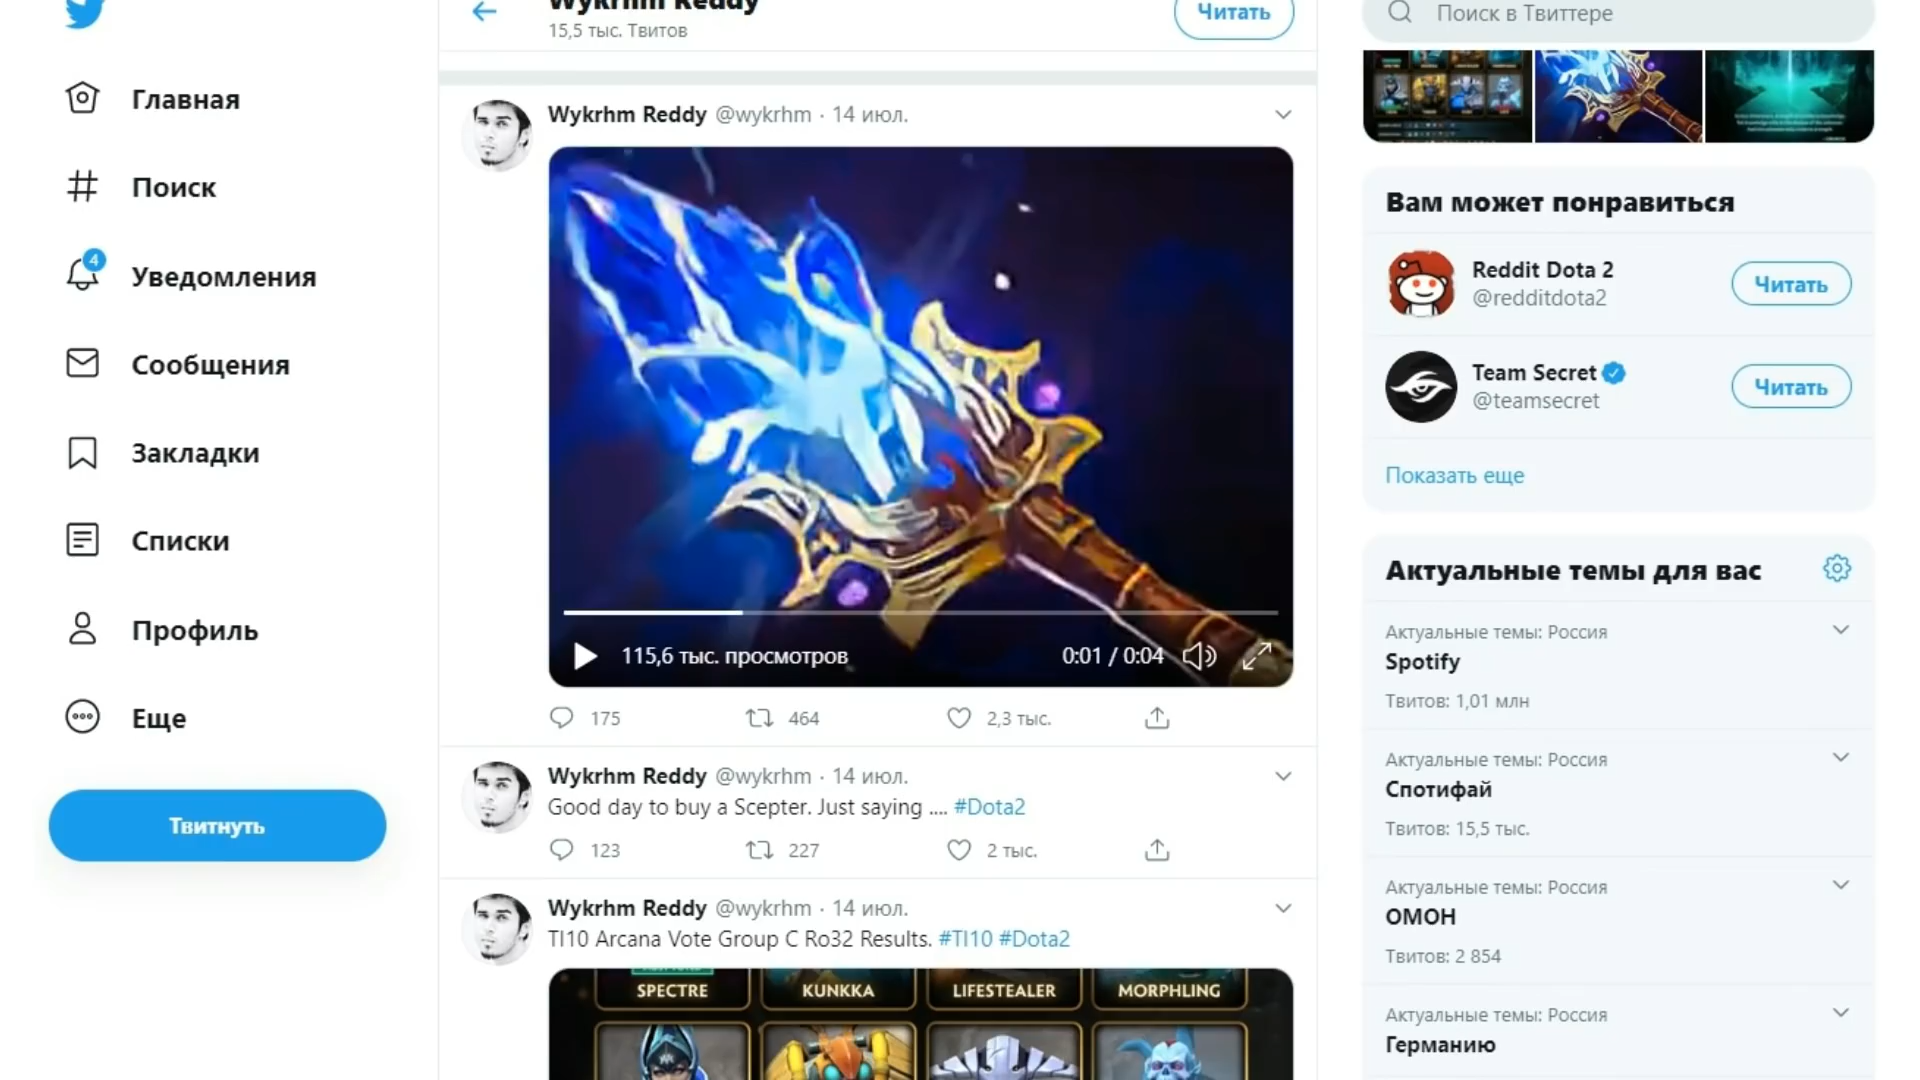 Wykrhm Reddy
15,5 тыс. Твитов
Читать
Поиск в Твиттере
Главная
Поиск
4
Уведомления
Сообщения
Закладки
Списки
Профиль
Еще
Твитнуть
Wykrhm Reddy @wykrhm · 14 июл.
115,6 тыс. просмотров
0:01 / 0:04
175
464
2,3 тыс.
Wykrhm Reddy @wykrhm · 14 июл.
Good day to buy a Scepter. Just saying .... #Dota2
123
227
2 тыс.
Wykrhm Reddy @wykrhm · 14 июл.
TI10 Arcana Vote Group C Ro32 Results. #TI10 #Dota2
SPECTRE
KUNKKA
LIFESTEALER
MORPHLING
Вам может понравиться
Reddit Dota 2
@redditdota2
Читать
Team Secret
@teamsecret
Читать
Показать еще
Актуальные темы для вас
Актуальные темы: Россия
Spotify
Твитов: 1,01 млн
Актуальные темы: Россия
Спотифай
Твитов: 15,5 тыс.
Актуальные темы: Россия
ОМОН
Твитов: 2 854
Актуальные темы: Россия
Германию